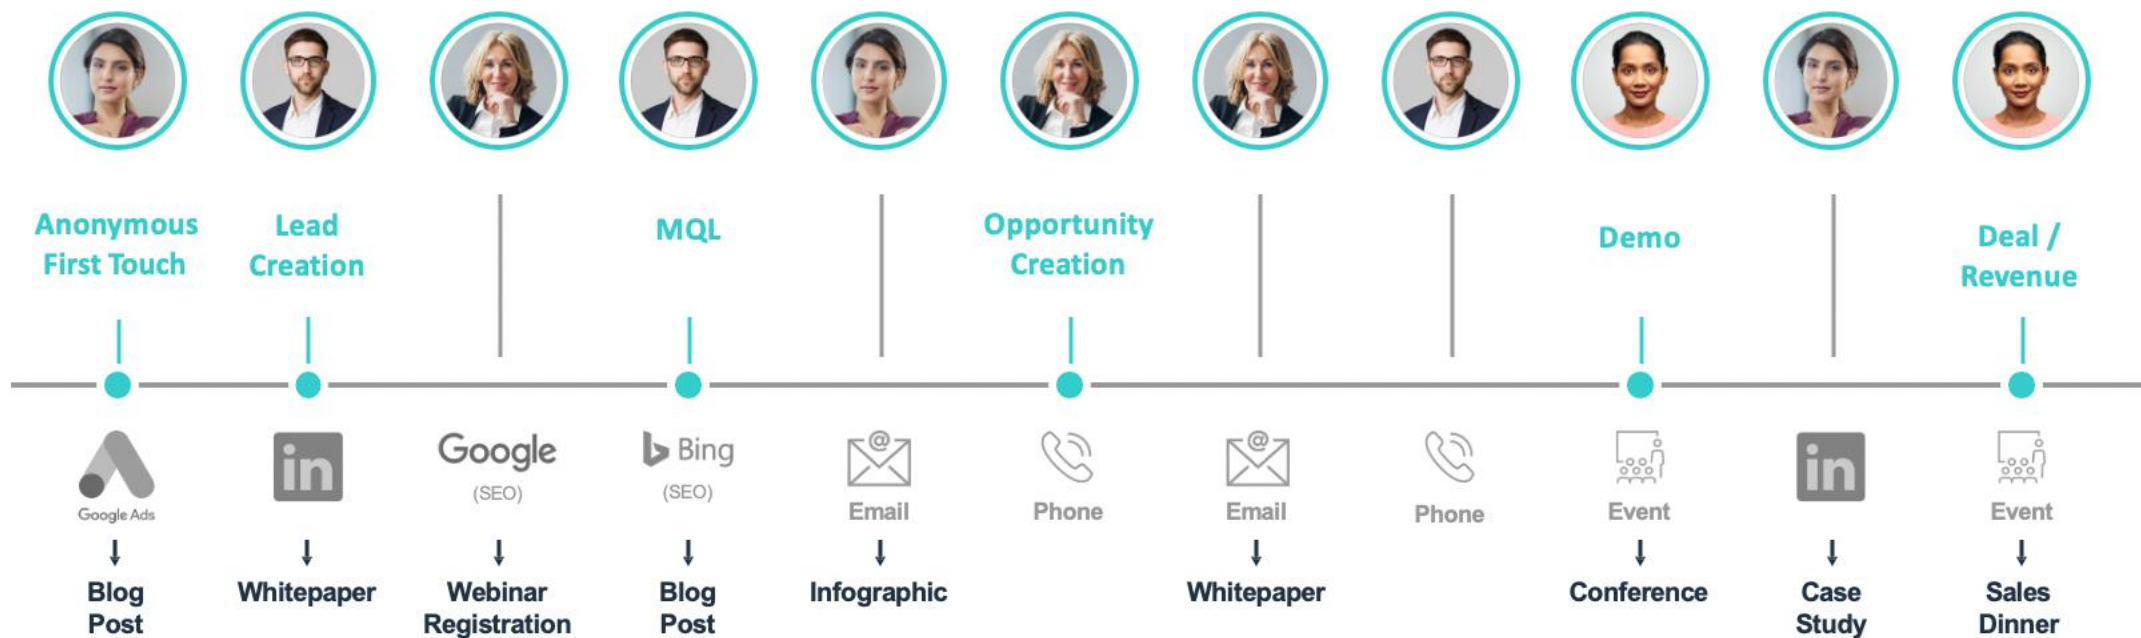 Anonymous
First Touch
Lead
Creation
MQL
Opportunity
Creation
Demo
Deal /
Revenue
Google Ads
in
Google
(SEO)
Bing
(SEO)
@
Email
Phone
@
Email
Phone
Event
in
Event
Blog
Post
Whitepaper
Webinar
Registration
Blog
Post
Infographic
Whitepaper
Conference
Case
Study
Sales
Dinner